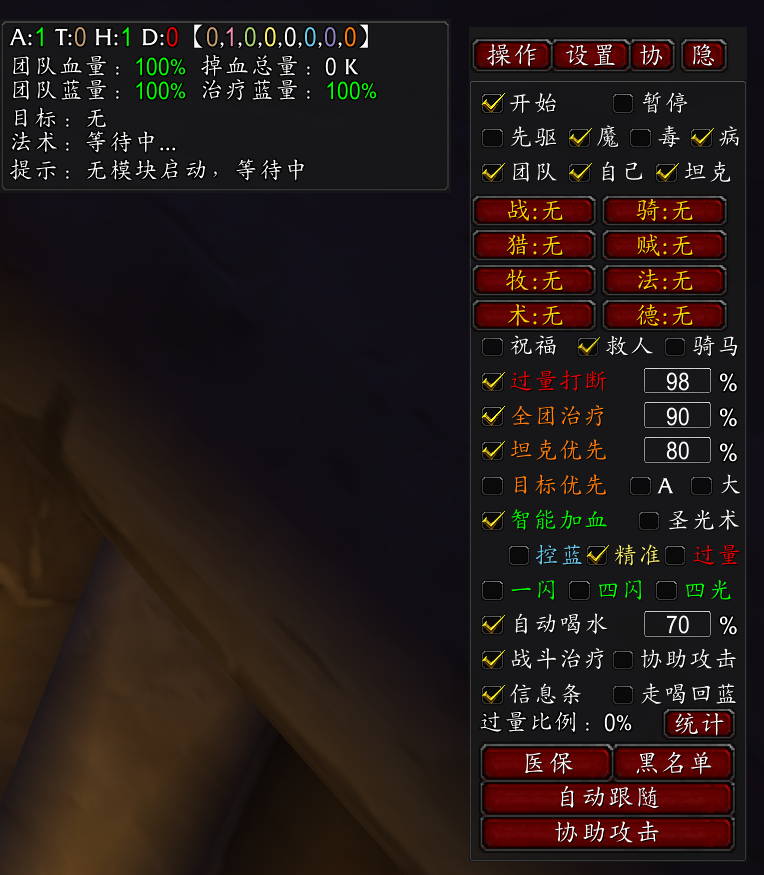 A:1 T:0 H:1 D:0 【0,1,0,0,0,0,0,0】
团队血量：100% 掉血总量：0 K
团队蓝量：100% 治疗蓝量：100%
目标：无
法术：等待中...
提示：无模块启动，等待中
操作 设置 协 隐
开始 暂停
先驱 魔 毒 病
团队 自己 坦克
战:无 骑:无
猎:无 贼:无
牧:无 法:无
术:无 德:无
祝福 救人 骑马
过量打断 98 %
全团治疗 90 %
坦克优先 80 %
目标优先 A 大
智能加血 圣光术
控蓝 精准 过量
一闪 四闪 四光
自动喝水 70 %
战斗治疗 协助攻击
信息条 走喝回蓝
过量比例：0% 统计
医保 黑名单
自动跟随
协助攻击